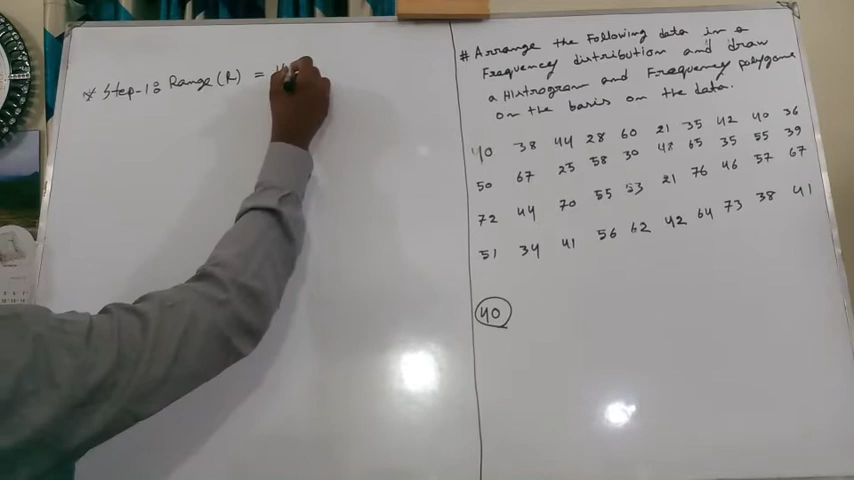 * Step-1: Range (R) =
# Arrange the Following data in a
Frequency distribution and draw
a Histrogram and Frequency polygone
on the basis on the data.
40 38 44 28 60 21 35 42 40 36
50 67 25 58 30 48 65 35 55 39
72 44 70 55 53 21 76 46 57 67
51 34 41 56 62 42 64 73 38 41
40